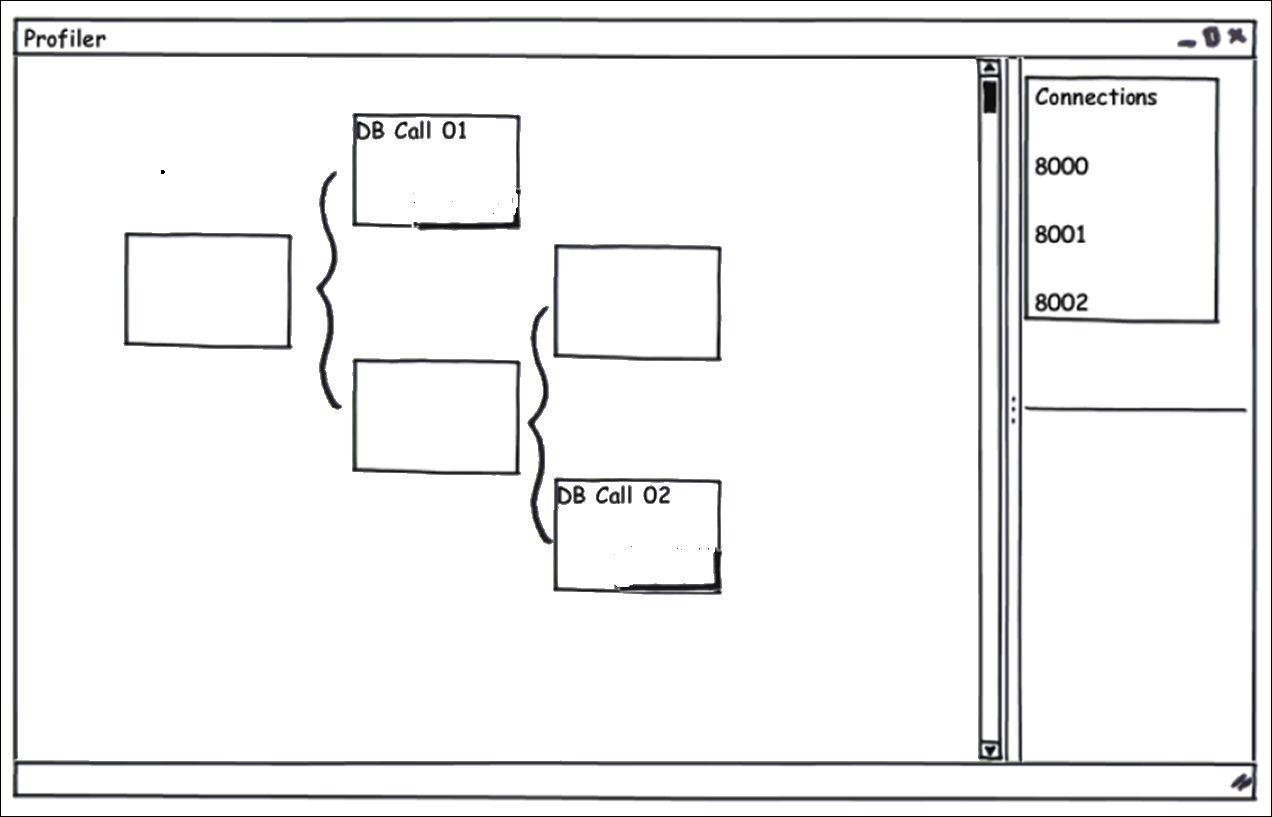 Profiler
DB Call 01
DB Call 02
Connections
8000
8001
8002